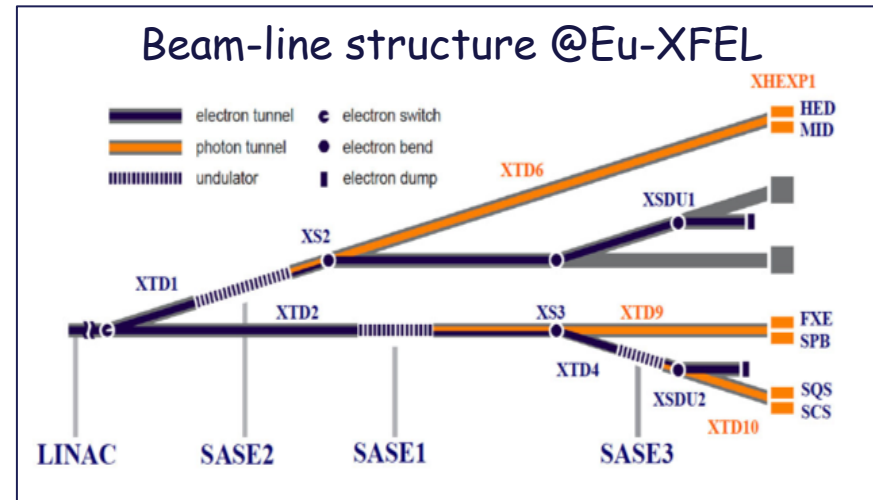 Beam-line structure @Eu-XFEL
electron tunnel
electron switch
photon tunnel
electron bend
undulator
electron dump
XHEXP1
HED
MID
XTD6
XSDU1
XS2
XTD1
XTD2
XS3
XTD9
FXE
SPB
XTD4
XSDU2
SQS
SCS
XTD10
LINAC
SASE2
SASE1
SASE3